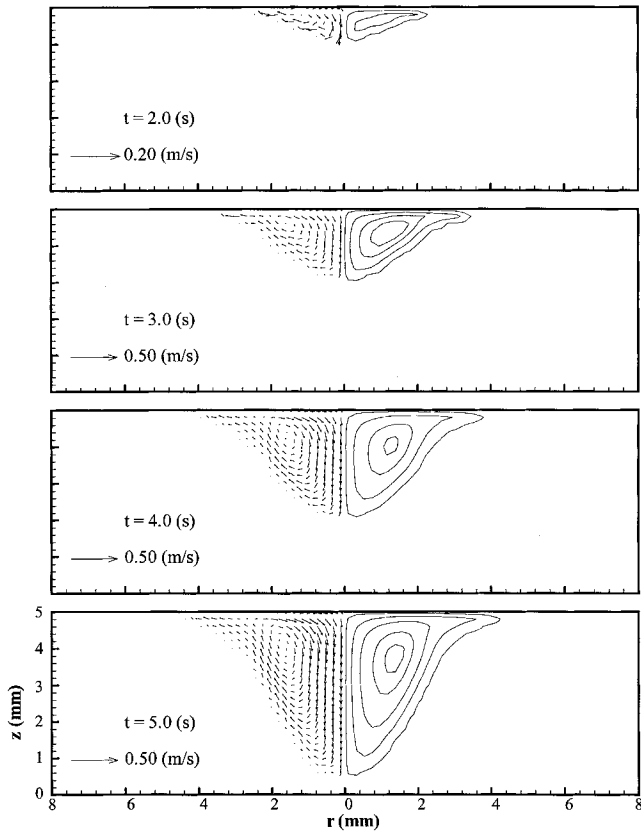 t = 2.0 (s)
0.20 (m/s)
t = 3.0 (s)
0.50 (m/s)
t = 4.0 (s)
0.50 (m/s)
5
4
3
2
1
0
z (mm)
t = 5.0 (s)
0.50 (m/s)
8 6 4 2 0 2 4 6 8
r (mm)